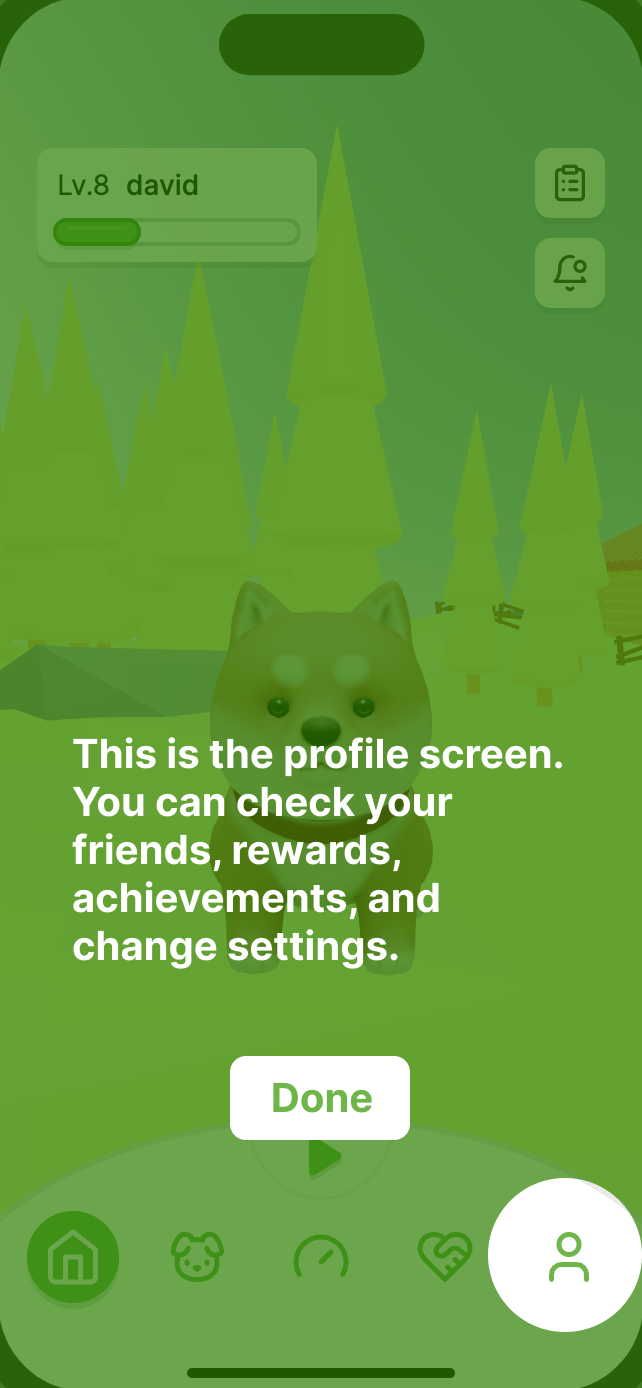 Lv.8 david
This is the profile screen.
You can check your
friends, rewards,
achievements, and
change settings.
Done